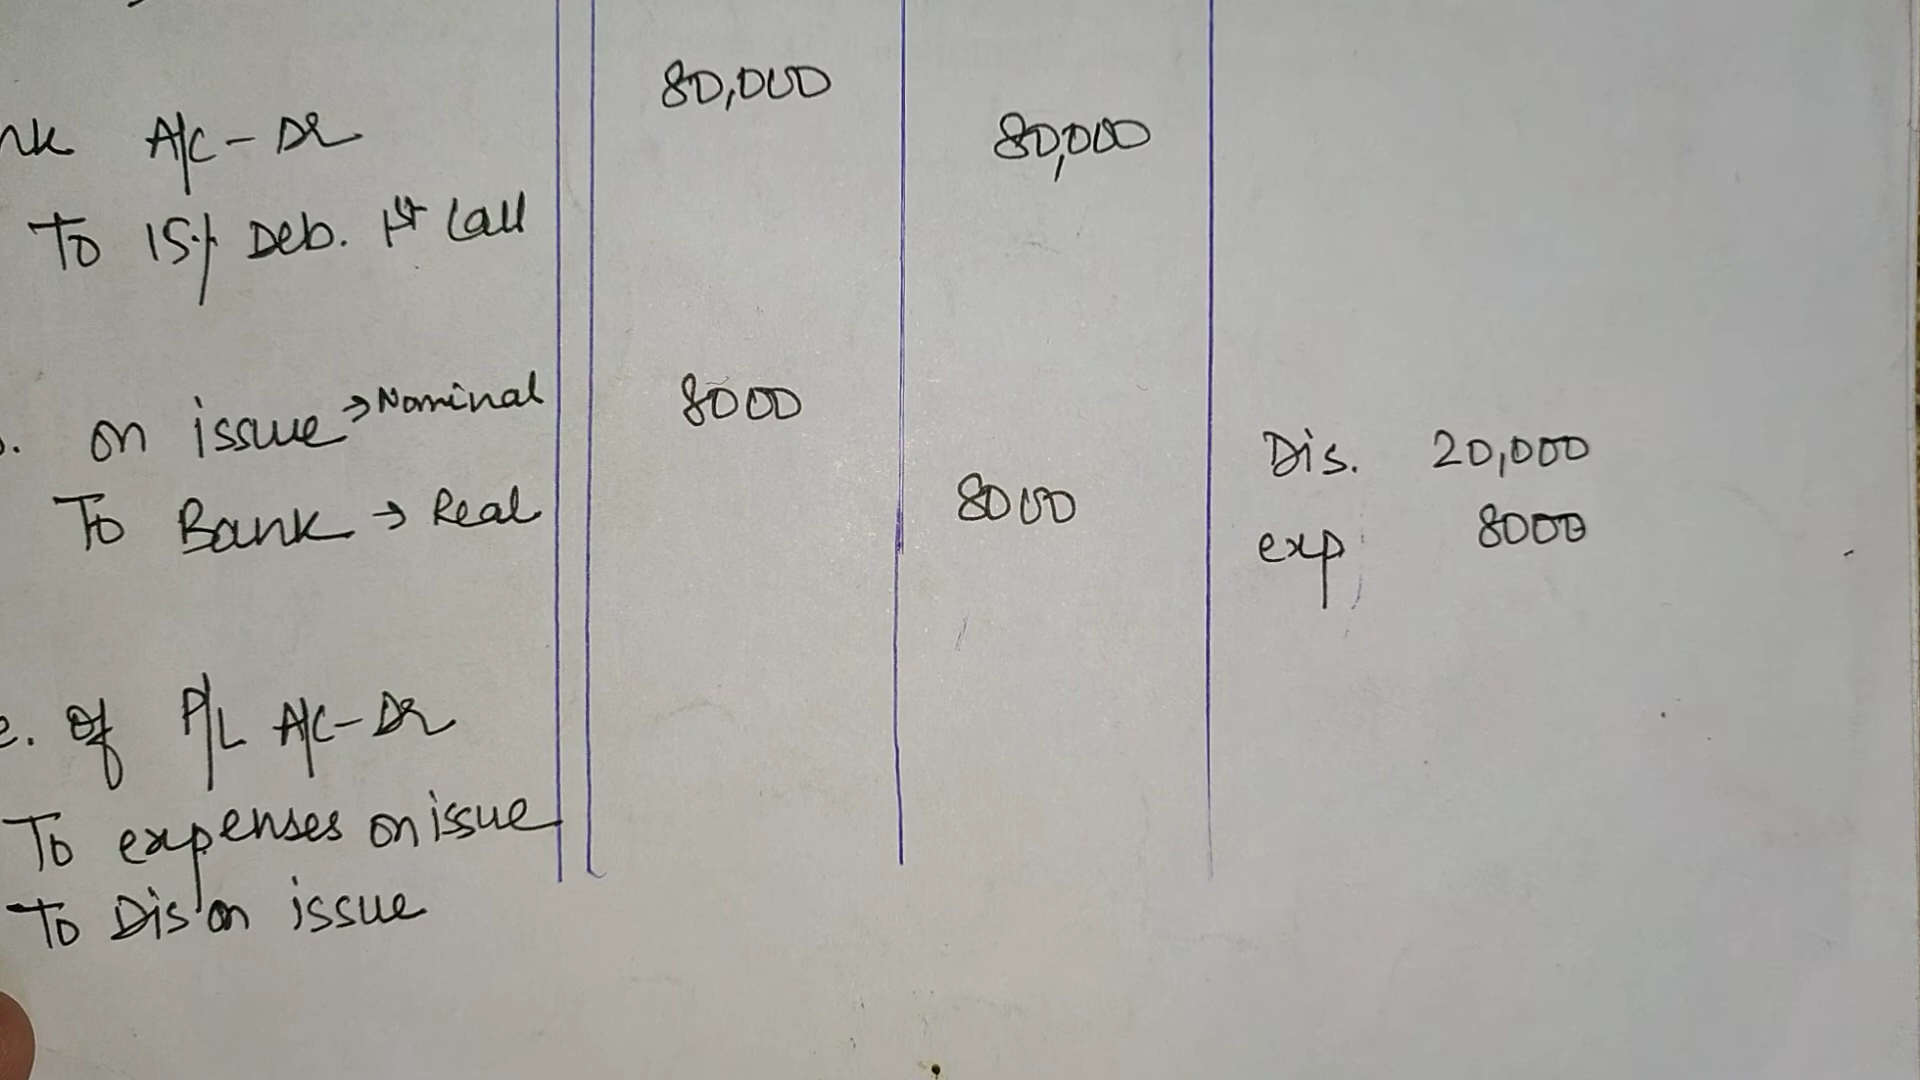 80,000
nk A/C - Dr 80,000
To 15% Deb. 1st Call
on issue → Nominal 8000
Dis. 20,000
To Bank → Real 8000
exp 8000
e. of P/L A/C - Dr
To expenses on issue
To Dis on issue